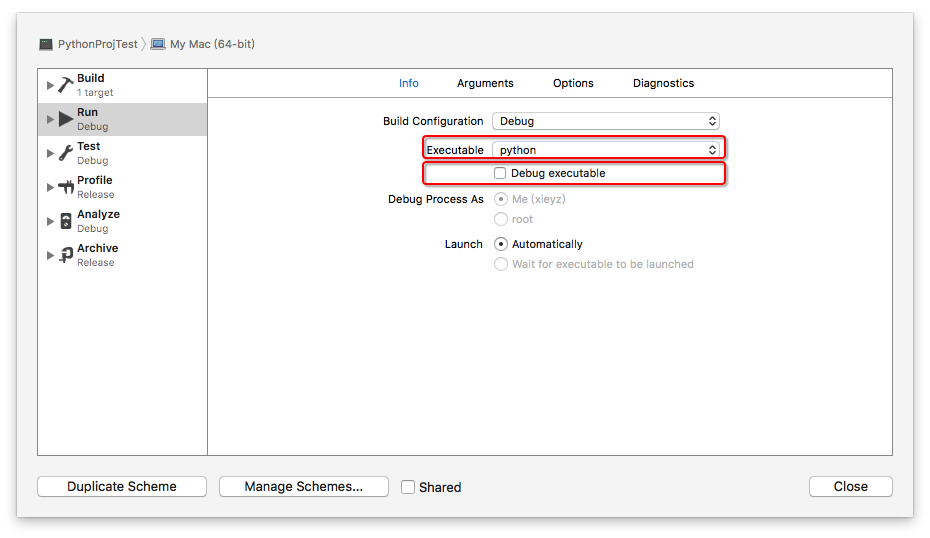 PythonProjTest 〉 My Mac (64-bit)
Build
1 target
Run
Debug
Test
Debug
Profile
Release
Analyze
Debug
Archive
Release
Info Arguments Options Diagnostics
Build Configuration Debug
Executable python
Debug executable
Debug Process As Me (xieyz)
root
Launch Automatically
Wait for executable to be launched
Duplicate Scheme Manage Schemes... Shared Close